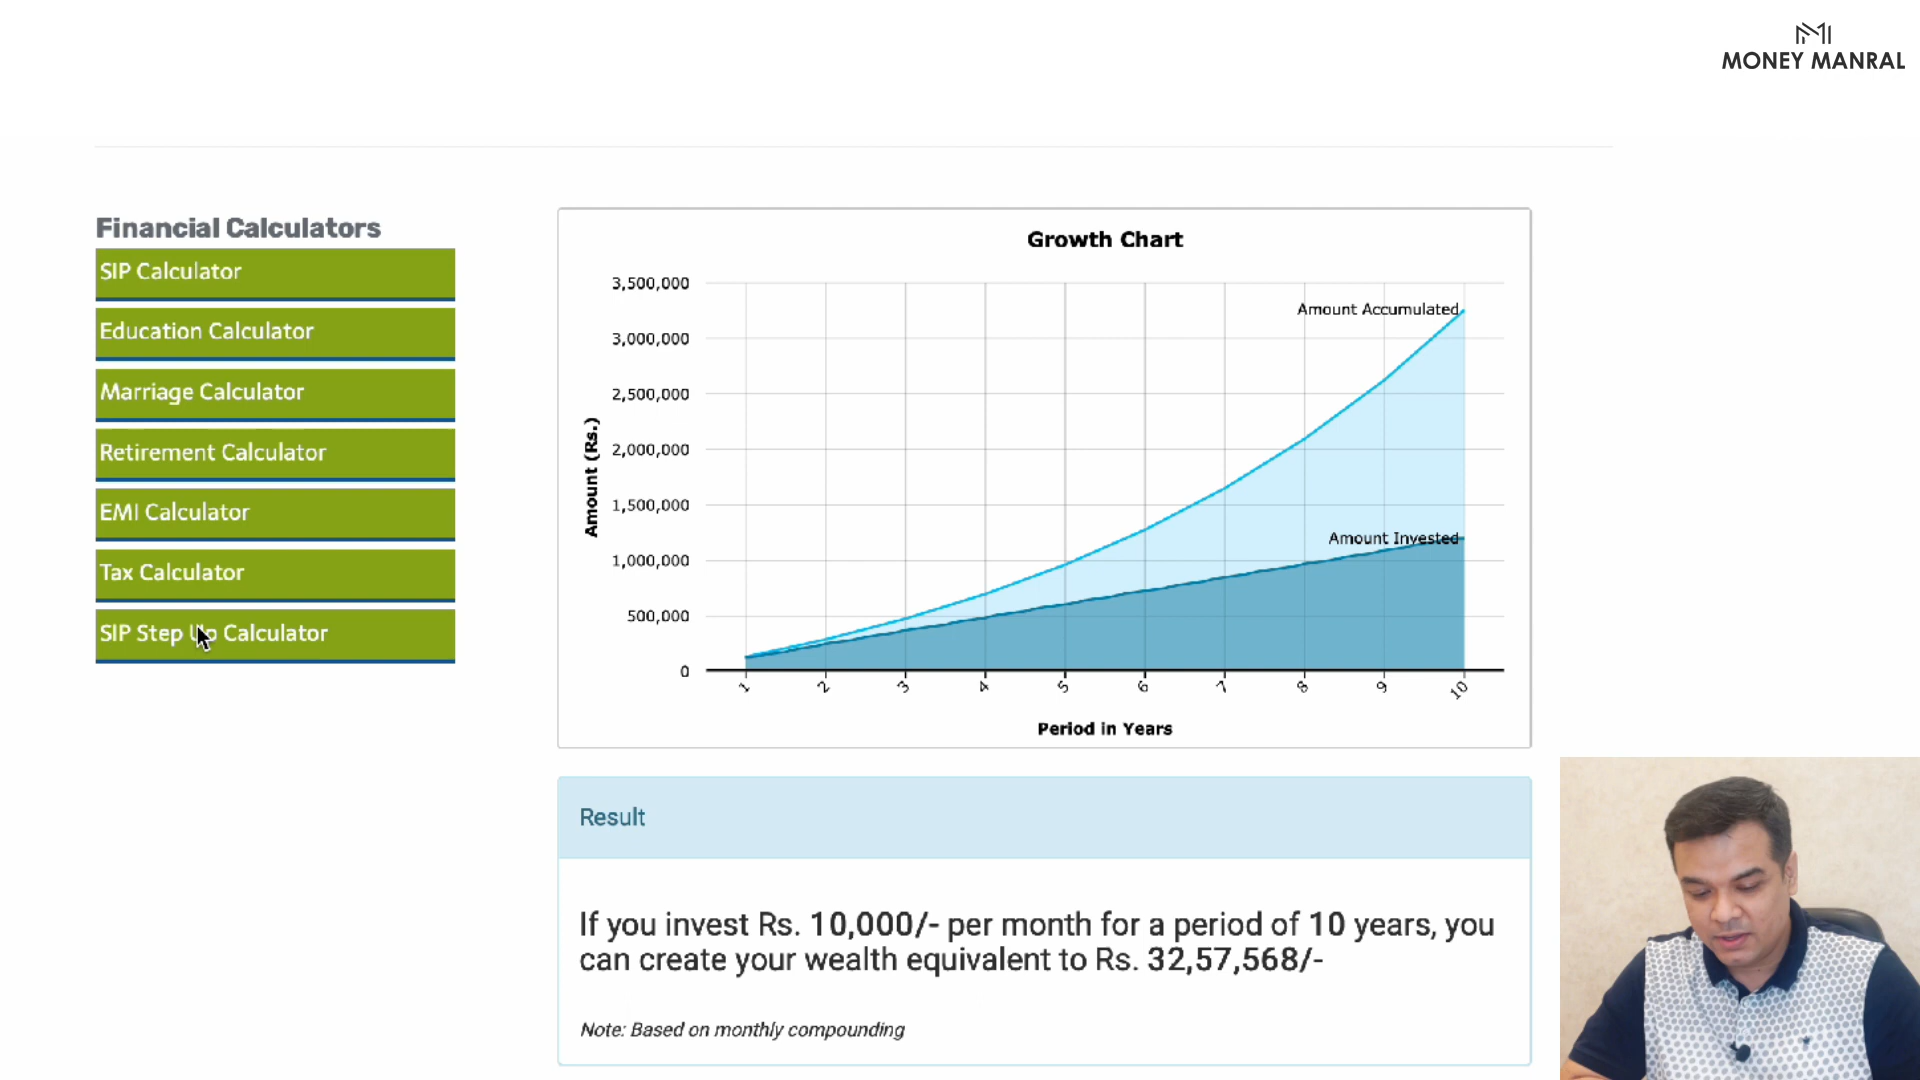 MONEY MANRAL
Financial Calculators
SIP Calculator
Education Calculator
Marriage Calculator
Retirement Calculator
EMI Calculator
Tax Calculator
SIP Step Up Calculator
Growth Chart
Amount (Rs.)
3,500,000
3,000,000
2,500,000
2,000,000
1,500,000
1,000,000
500,000
0
Amount Accumulated
Amount Invested
1 2 3 4 5 6 7 8 9 10
Period in Years
Result
If you invest Rs. 10,000/- per month for a period of 10 years, you
can create your wealth equivalent to Rs. 32,57,568/-
Note: Based on monthly compounding